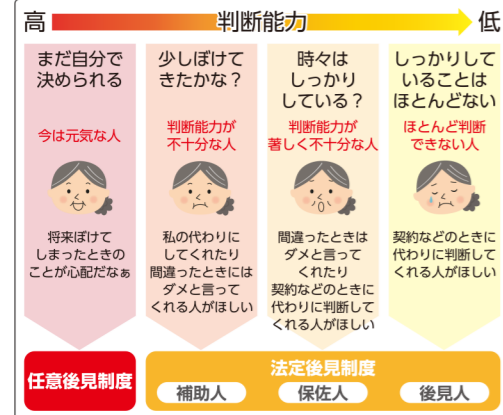 高 判断能力 低
まだ自分で
決められる
今は元気な人
将来ぼけて
しまったときの
ことが心配だなぁ
少しぼけて
きたかな？
判断能力が
不十分な人
私の代わりに
してくれたり
間違ったときには
ダメと言って
くれる人がほしい
時々は
しっかり
している？
判断能力が
著しく不十分な人
間違ったときは
ダメと言って
くれたり
契約などのときに
代わりに判断して
くれる人がほしい
しっかりして
いることは
ほとんどない
ほとんど判断
できない人
契約などのときに
代わりに判断して
くれる人がほしい
任意後見制度
法定後見制度
補助人 保佐人 後見人